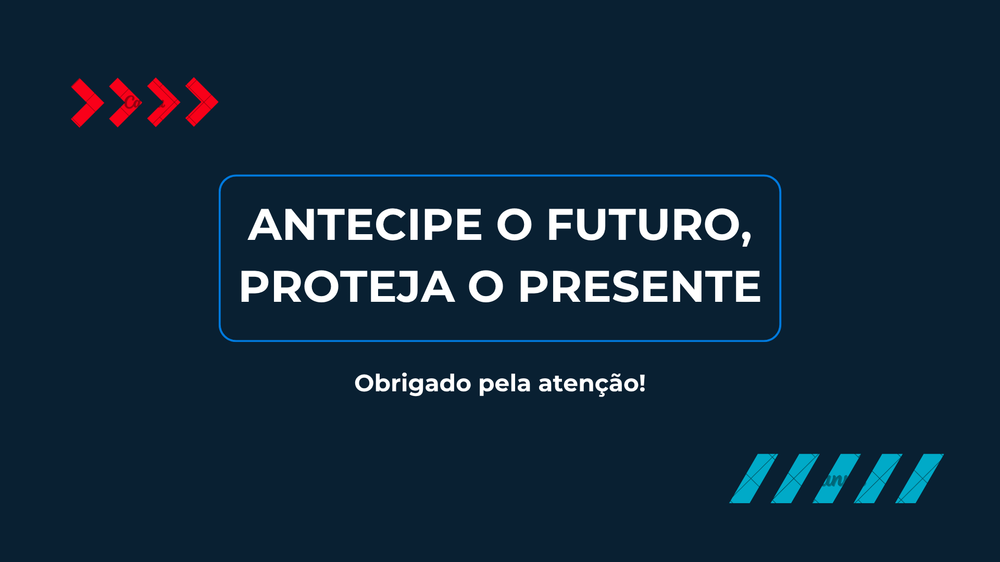 ANTECIPE O FUTURO,
PROTEJA O PRESENTE
Obrigado pela atenção!